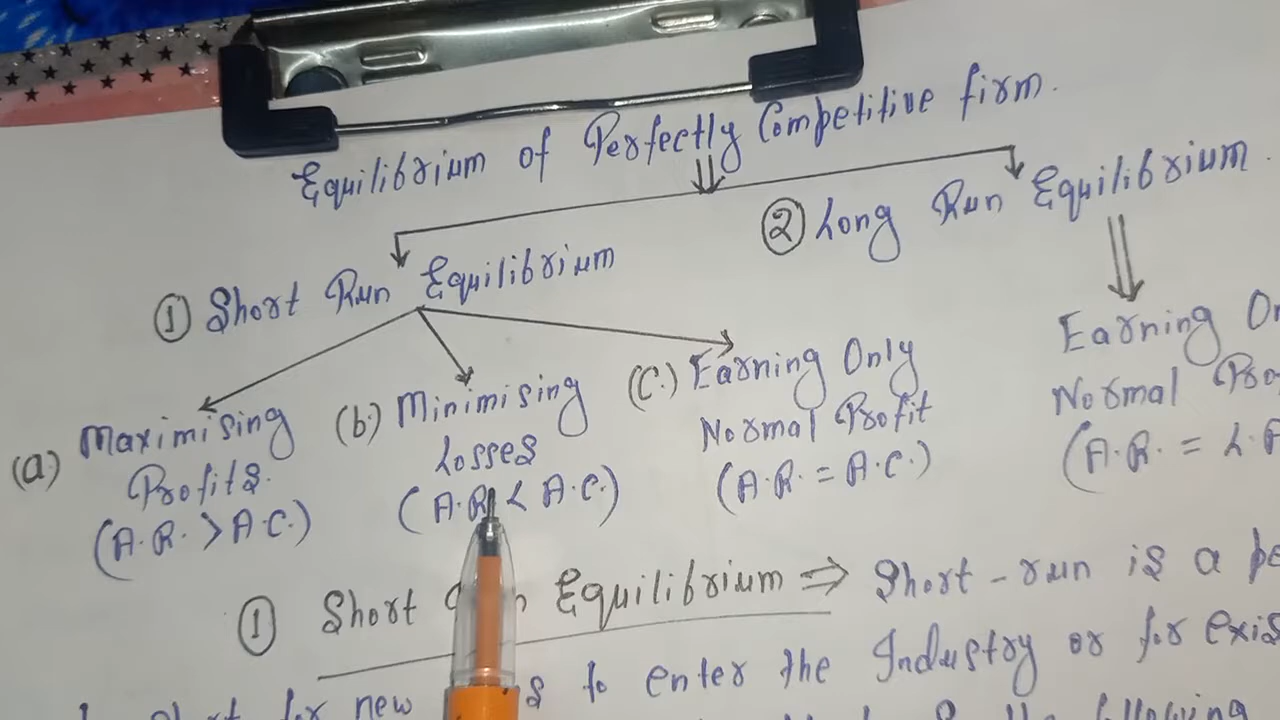 Equilibrium of Perfectly Competitive firm.
① Short Run Equilibrium
② Long Run Equilibrium
(a.) Maximising
Profits.
(A.R. > A.C.)
(b.) Minimising
Losses
(A.R < A.C.)
(C.) Earning Only
Normal Profit
(A.R. = A.C.)
Earning
Normal
(A.R. =
① Short Equilibrium ⇒ Short-run is a
for new to enter the Industry or for
following